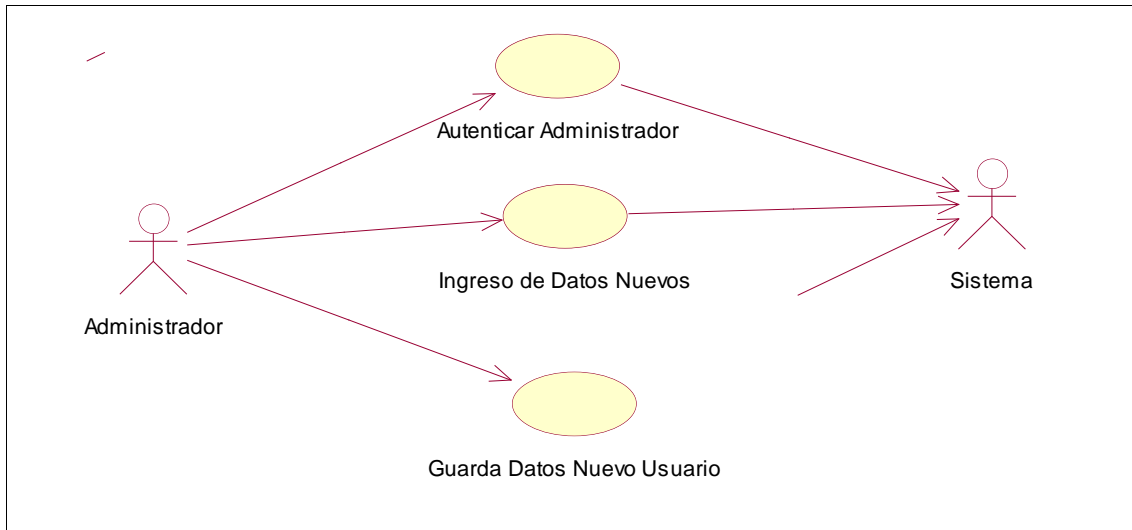 Autenticar Administrador
Ingreso de Datos Nuevos
Sistema
Administrador
Guarda Datos Nuevo Usuario